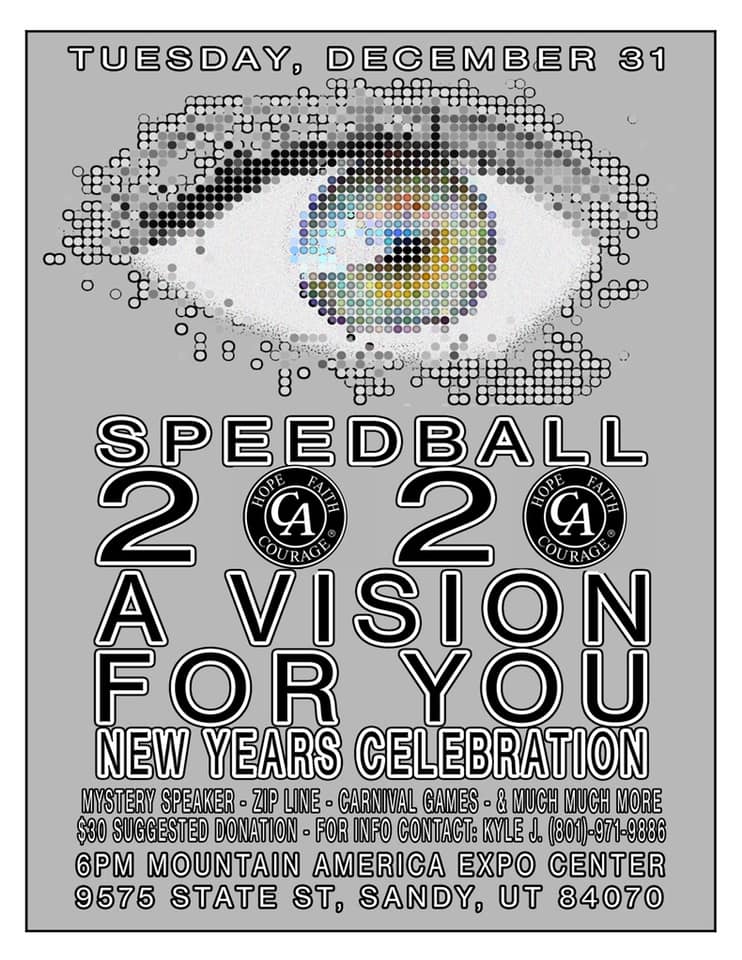 TUESDAY, DECEMBER 31
SPEEDBALL
2020
HOPE FAITH
CA
COURAGE®
HOPE FAITH
CA
COURAGE®
A VISION
FOR YOU
NEW YEARS CELEBRATION
MYSTERY SPEAKER - ZIP LINE - CARNIVAL GAMES - & MUCH MUCH MORE
$30 SUGGESTED DONATION - FOR INFO CONTACT: KYLE J. (801)-971-9886
6PM MOUNTAIN AMERICA EXPO CENTER
9575 STATE ST, SANDY, UT 84070